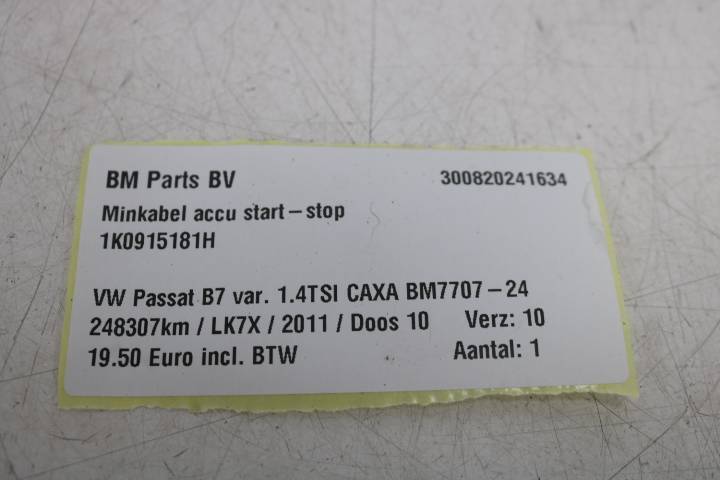 BM Parts BV 300820241634
Minkabel accu start-stop
1K0915181H
VW Passat B7 var. 1.4TSI CAXA BM7707-24
248307km / LK7X / 2011 / Doos 10 Verz: 10
19.50 Euro incl. BTW Aantal: 1